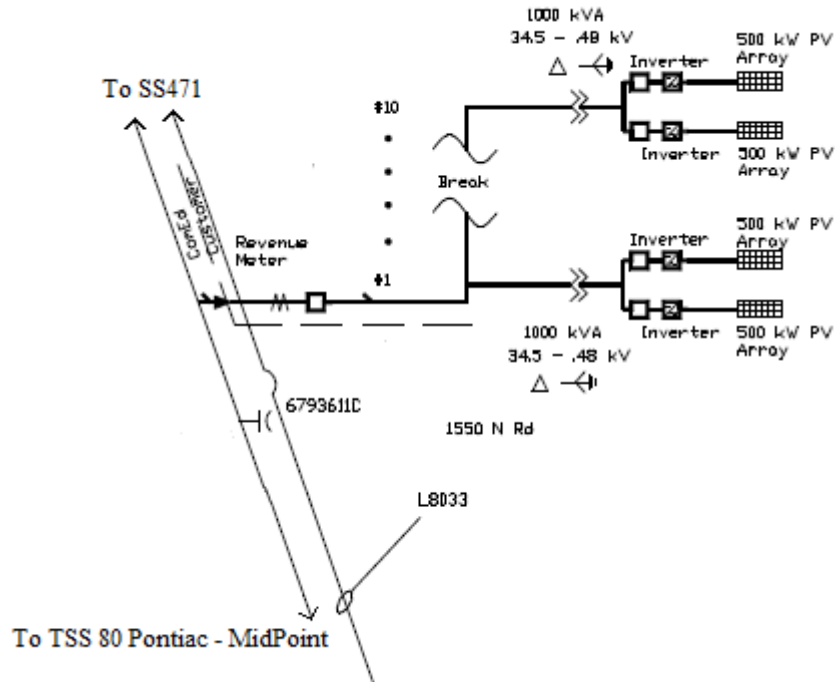 1000 kVA
34.5 - .48 kV
500 kW PV
Array
Inverter
To SS471
#10
Inverter
500 kW PV
Array
Break
ComEd
Customer
Revenue
Meter
500 kW PV
Array
Inverter
#1
Inverter
500 kW PV
Array
1000 kVA
34.5 - .48 kV
6793611C
1550 N Rd
L8033
To TSS 80 Pontiac - MidPoint